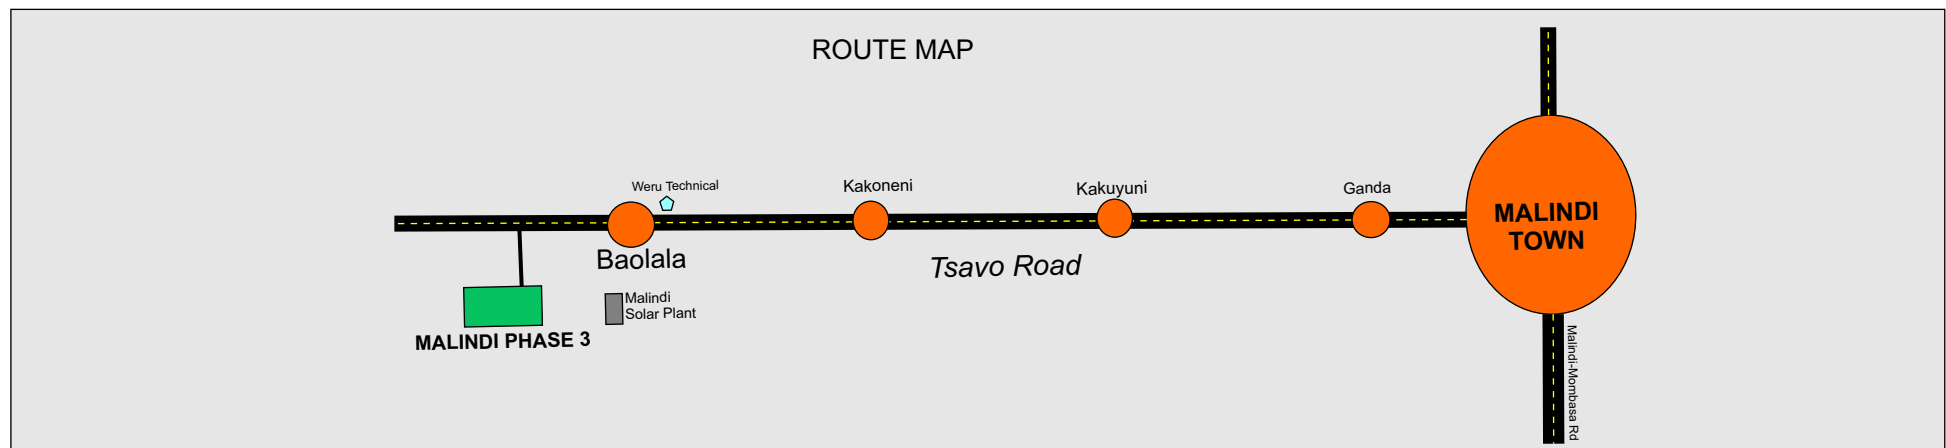 ROUTE MAP
Weru Technical
Kakoneni
Kakuyuni
Ganda
MALINDI
TOWN
Baolala
Tsavo Road
Malindi
Solar Plant
MALINDI PHASE 3
Malindi-Mombasa Rd